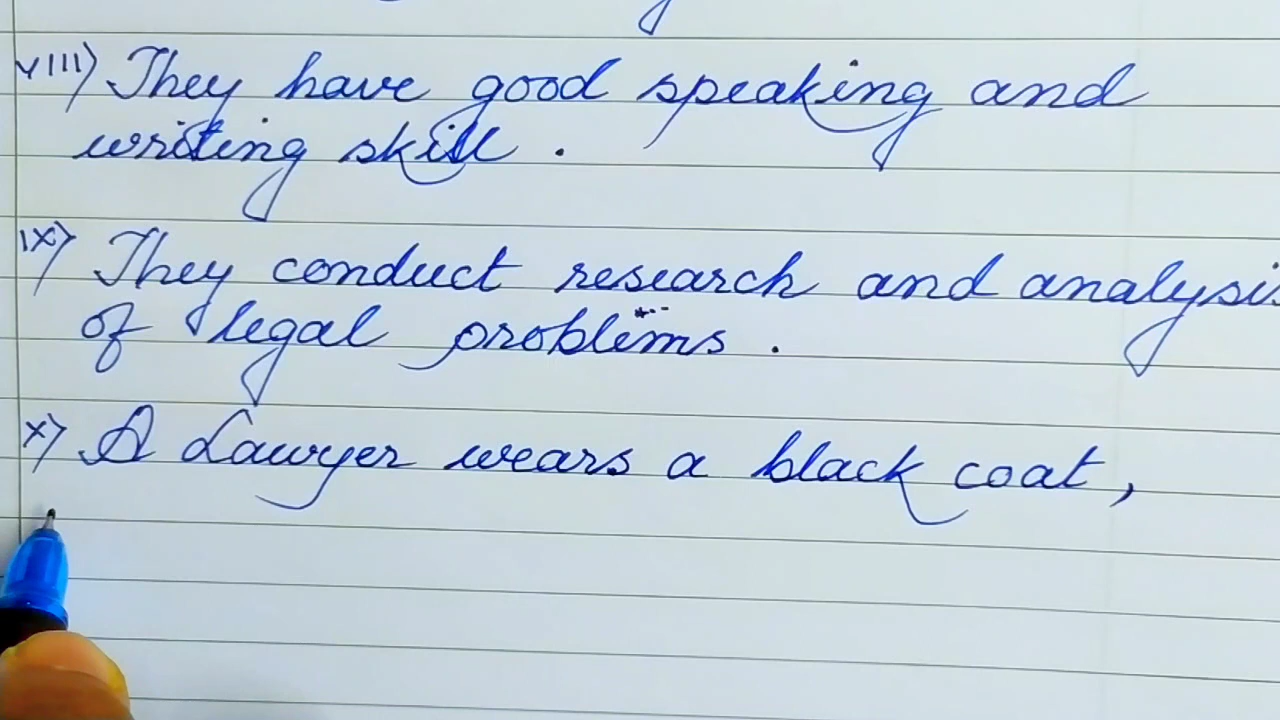 viii) They have good speaking and
writing skill .
ix) They conduct research and analysis
of legal problems .
x) A Lawyer wears a black coat ,